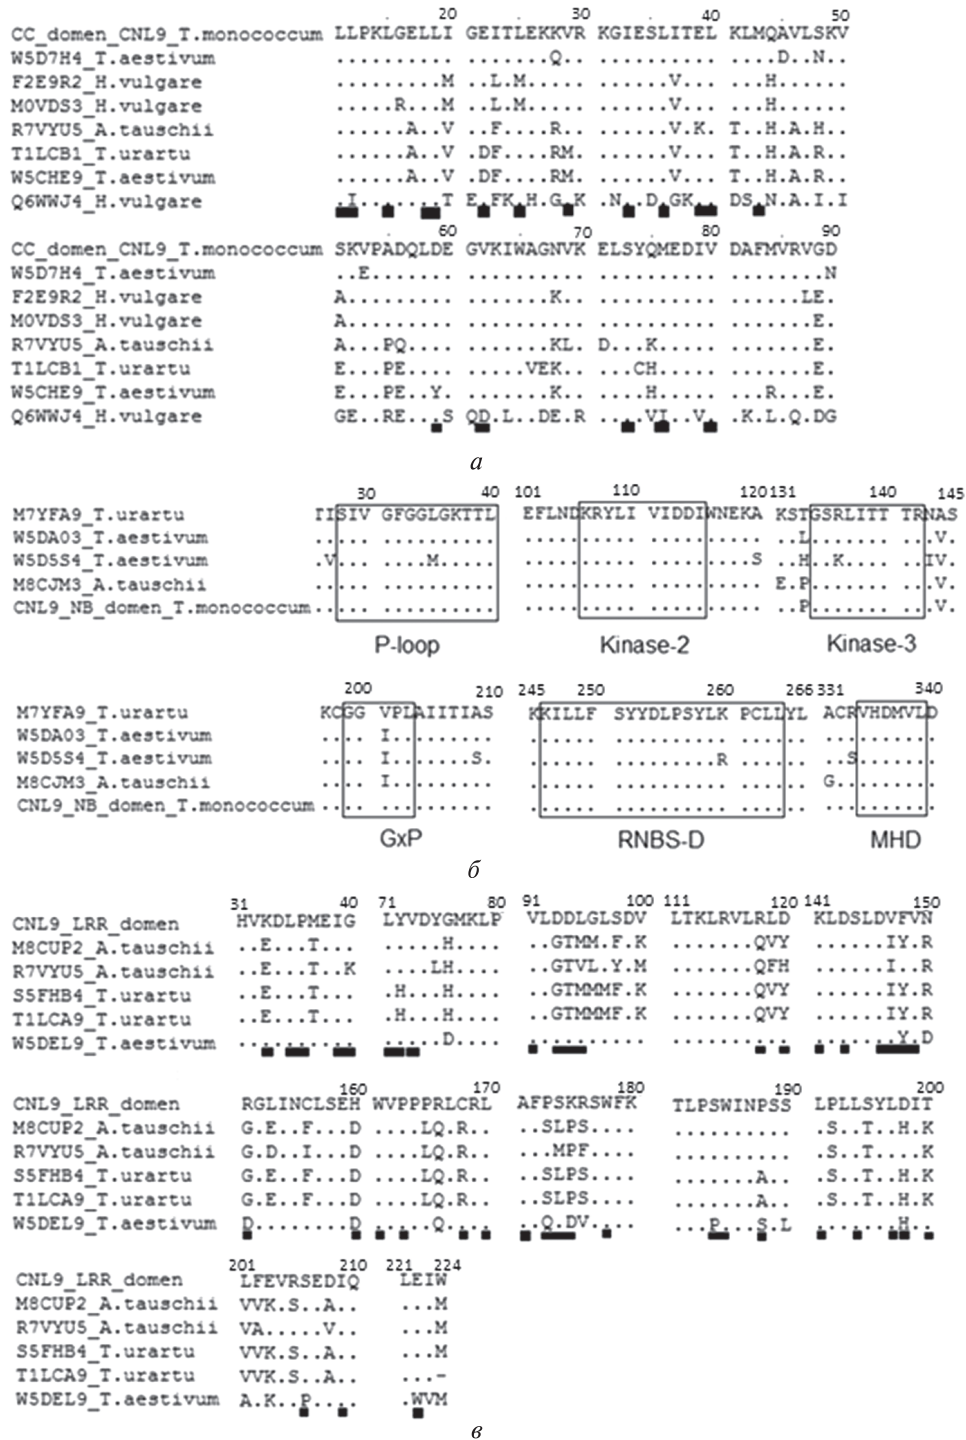 20 30 40 50
CC_domen_CNL9_T.monococcum LLPKLGELLI GEITLEKKVR KGIESLITEL KLMQAVLSKV
W5D7H4_T.aestivum .......... .......Q.. .......... ....D..N..
F2E9R2_H.vulgare ........M .L.M..... ......V... ...H......
M0VDS3_H.vulgare .....R...M ..L.M..... ......V... ...H......
R7VYU5_A.tauschii ......A..V ..F....R.. ......V.K. T..H.A.H..
T1LCB1_T.urartu ......A..V .DF....RM. ......V... T..H.A.R..
W5CHE9_T.aestivum ......A..V .DF....RM. ......V... T..H.A.R..
Q6WWJ4_H.vulgare .I.......T E.FK.H.G.K .N..D.GK.. DS.N.A.I.I
60 70 80 90
CC_domen_CNL9_T.monococcum SKVPADQLDE GVKIWAGNVK ELSYQMEDIV DAFMVRVGD
W5D7H4_T.aestivum ..E....... .......... .......... ........N
F2E9R2_H.vulgare A......... .......K.. .......... .......LE.
M0VDS3_H.vulgare A......... .......... .......... ........E.
R7VYU5_A.tauschii A...PQ.... .......KL. D.....K... ........E.
T1LCB1_T.urartu E...PE.... .....VEK.. ...CH..... ........E.
W5CHE9_T.aestivum E...PE..Y. .......K.. ....H..... ...R....E.
Q6WWJ4_H.vulgare GE..RE...S QD.L..DE.R ....VI..V. .K.L.Q.DG
а
30 40 101 110 120 131 140 145
M7YFA9_T.urartu IISIV GFGGLGKTTL EFLNDKRYLI VIDDIWNEKA KSTGSRLITT TRNAS
W5DA03_T.aestivum ..... .......... .......... .......... ..L....... ...V.
W5D5S4_T.aestivum .V... ....M..... .......... .........S ..H..K.... ..IV.
M8CJM3_A.tauschii ..... .......... .......... .......... E.P....... ...V.
CNL9_NB_domen_T.monococcum ..... .......... .......... .......... ..P....... ...V.
P-loop Kinase-2 Kinase-3
200 210 245 250 260 266 331 340
M7YFA9_T.urartu KCGG VPLAIITIAS KKILLF SYYDLPSYLK PCLLYL ACRVHDMVLD
W5DA03_T.aestivum .... I......... ...... .......... ...... ..........
W5D5S4_T.aestivum .... I.......S. ...... .........R ...... ..S.......
M8CJM3_A.tauschii .... I......... ...... .......... ...... G.........
CNL9_NB_domen_T.monococcum .... .......... ...... .......... ...... ..........
GxP RNBS-D MHD
б
31 40 71 80 91 100 111 120 141 150
CNL9_LRR_domen HVKDLPMEIG LYVDYGMKLP VLDDLGLSDV LTKLRVLRLD KLDSLDVFVN
M8CUP2_A.tauschii ..E...T... .....H.... ..GTMM.F.K .......QVY ......IY.R
R7VYU5_A.tauschii ..E...T..K ....LH.... ..GTVL.Y.M .......QFH ......I..R
S5FHB4_T.urartu ..E...T... .H...H.... ..GTMMMF.K .......QVY ......IY.R
T1LCA9_T.urartu ..E...T... .H...H.... ..GTMMMF.K .......QVY ......IY.R
W5DEL9_T.aestivum .......... .....D.... .......... .......... .......Y.D
160 170 180 190 200
CNL9_LRR_domen RGLINCLSEH WVPPPRLCRL AFPSKRSWFK TLPSWINPSS LPLLSYLDIT
M8CUP2_A.tauschii G.E..F...D ....LQ.R.. ..SLPS.... .......... .S..T..H.K
R7VYU5_A.tauschii G.D..I...D ....LQ.R.. ...MPF.... .......... .S..T....K
S5FHB4_T.urartu G.E..F...D ....LQ.R.. ..SLPS.... .......A.. .S..T..H.K
T1LCA9_T.urartu G.E..F...D ....LQ.R.. ..SLPS.... .......A.. .S..T..H.K
W5DEL9_T.aestivum D........D .....Q.... ..Q.DV.... ...P...S.L .......H..
201 210 221 224
CNL9_LRR_domen LFEVRSEDIQ LEIW
M8CUP2_A.tauschii VVK.S..A.. ...M
R7VYU5_A.tauschii VA.....V.. ...M
S5FHB4_T.urartu VVK.S..A.. ...M
T1LCA9_T.urartu VVK.S..A.. ...-
W5DEL9_T.aestivum A.K..P.... .WVM
в